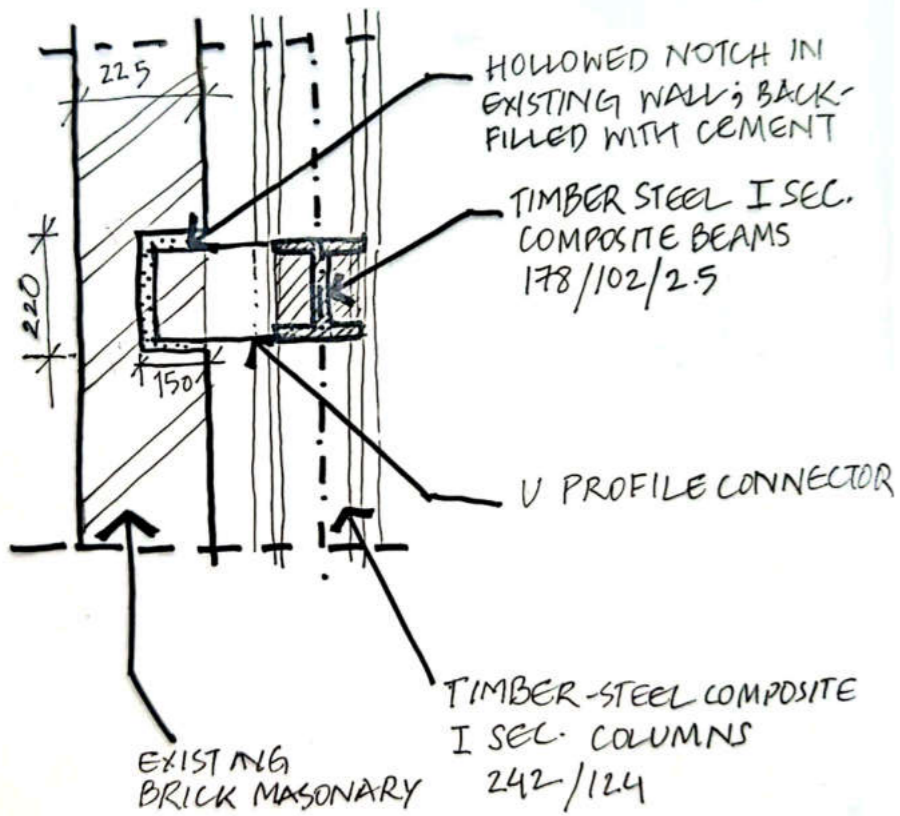 225
HOLLOWED NOTCH IN
EXISTING WALL; BACK-
FILLED WITH CEMENT
TIMBER STEEL I SEC.
COMPOSITE BEAMS
178/102/2.5
220
150
U PROFILE CONNECTOR
TIMBER-STEEL COMPOSITE
I SEC. COLUMNS
242/124
EXISTING
BRICK MASONARY